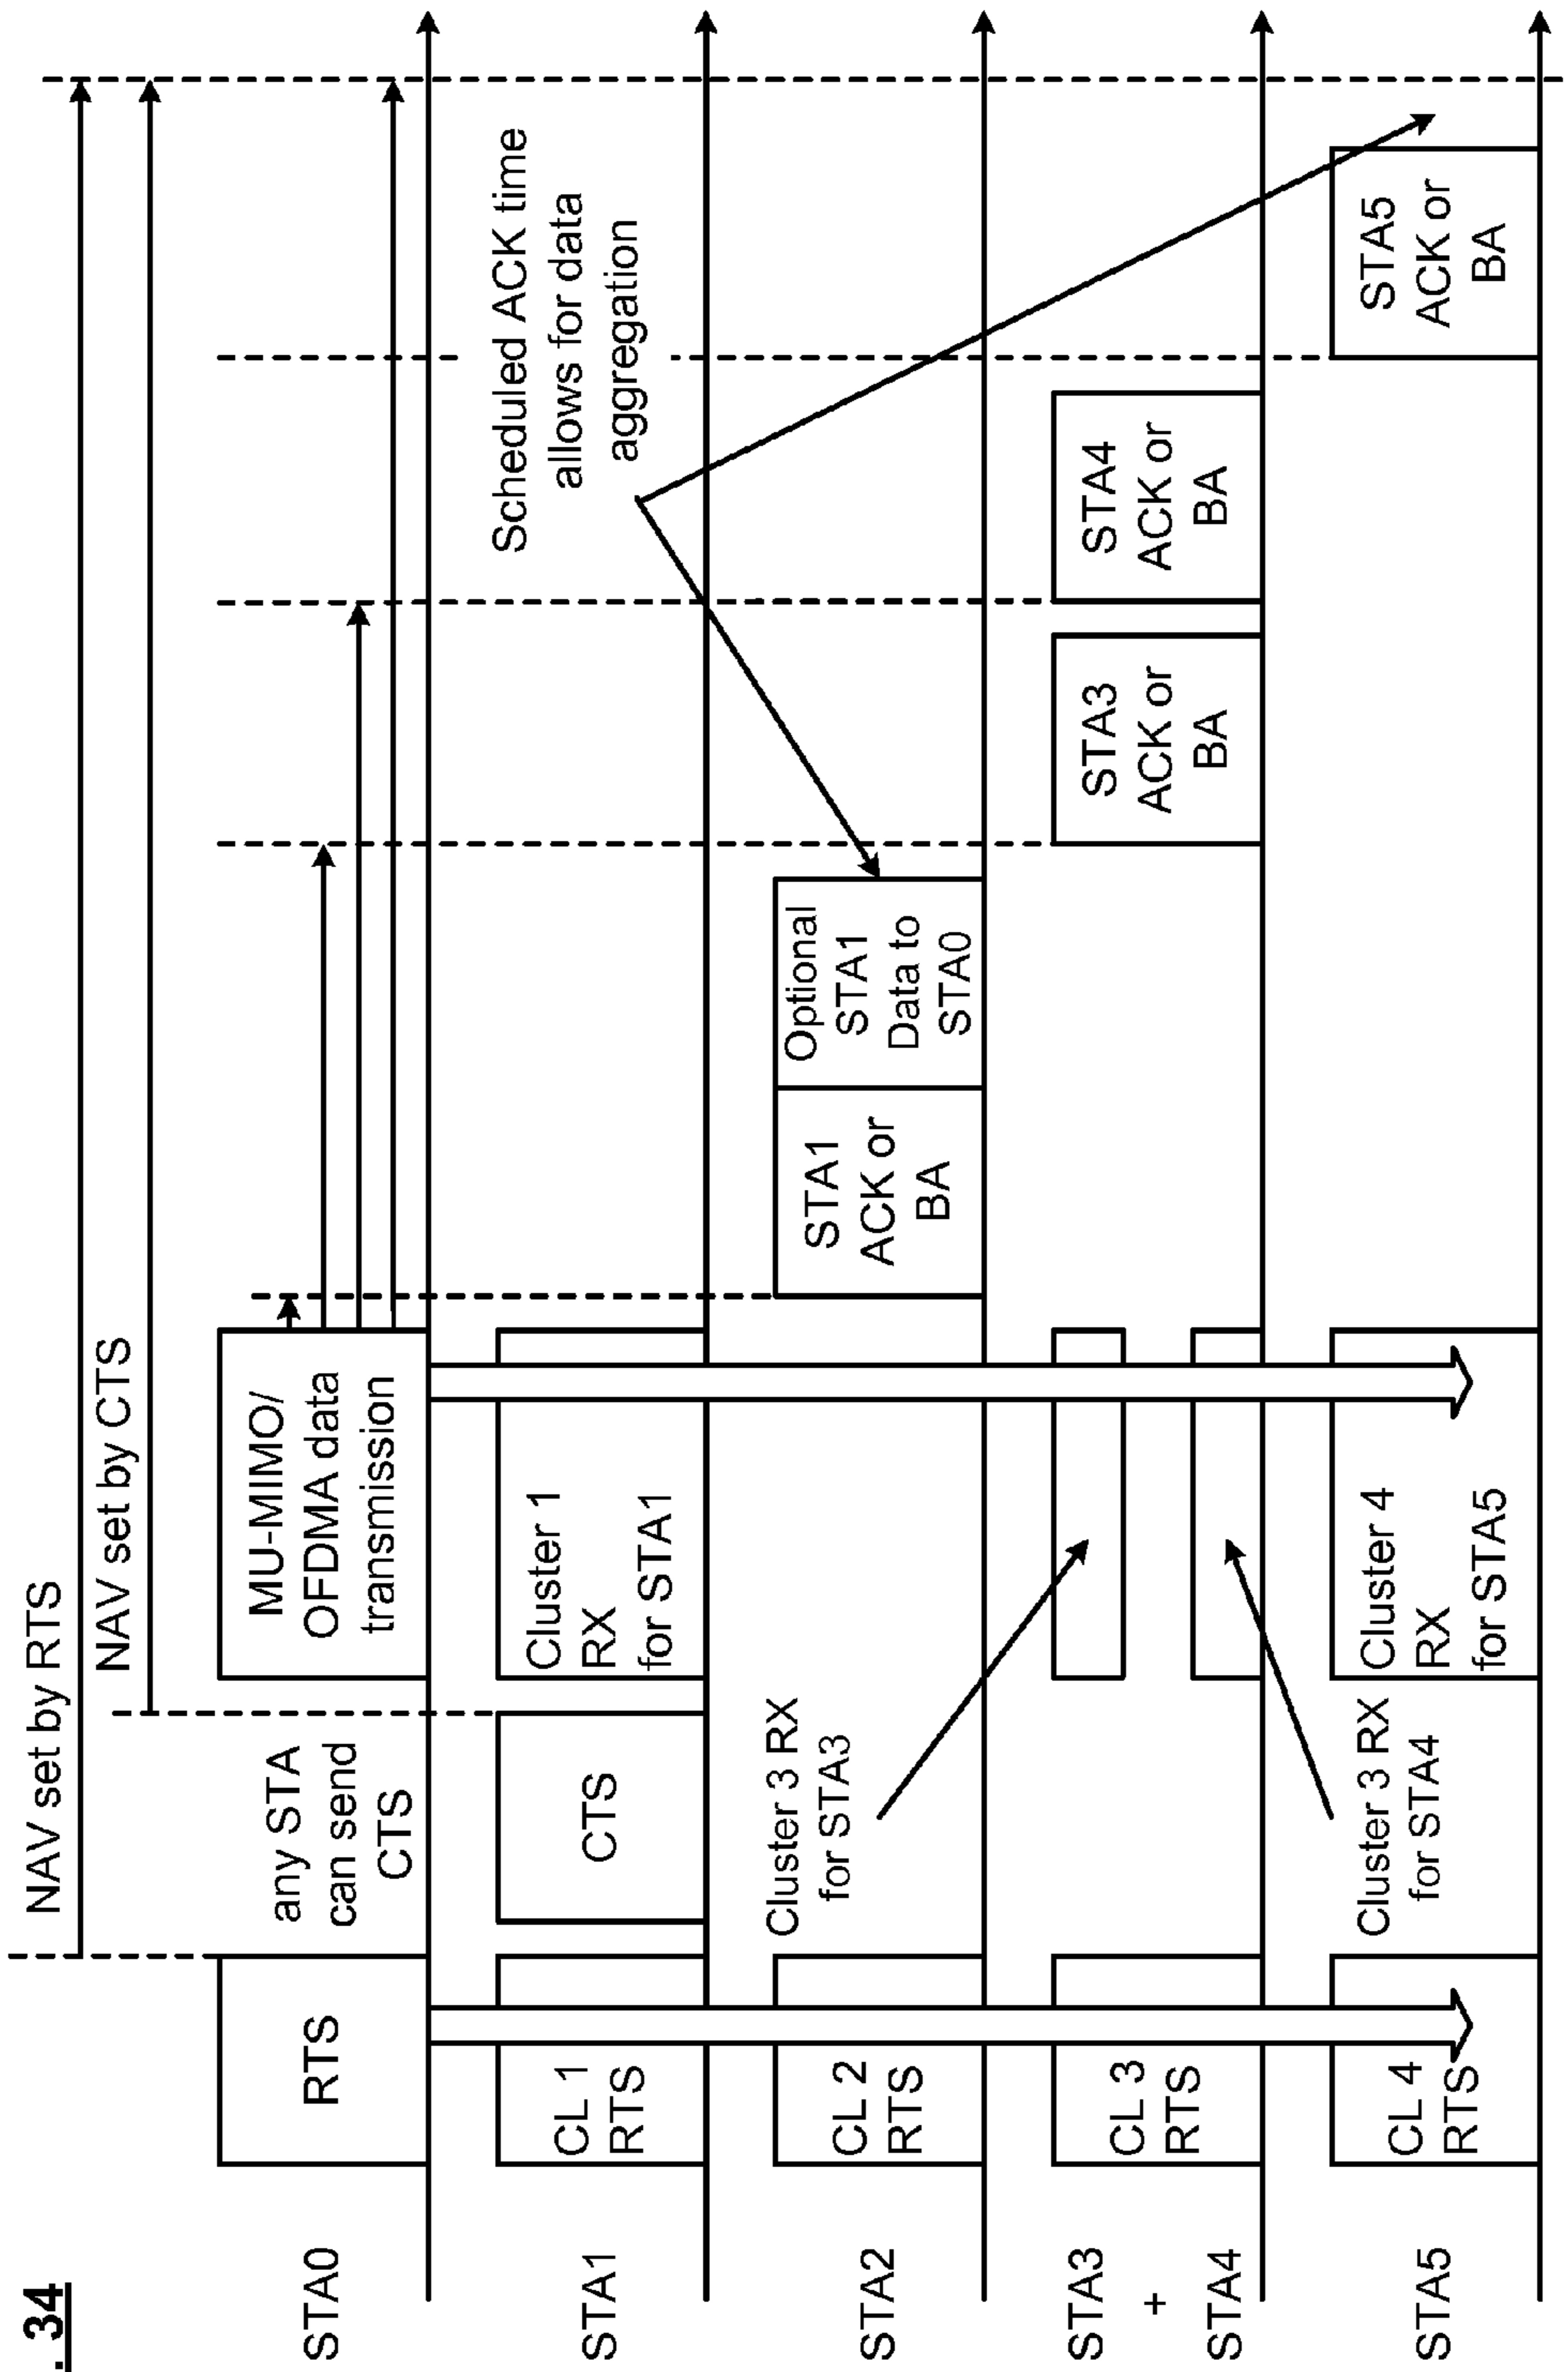 . 34
NAV set by RTS
NAV set by CTS
STA0
RTS
any STA
can send
CTS
MU-MIMO/
OFDMA data
transmission
STA1
CL 1
RTS
CTS
Cluster 1
RX
for STA1
Scheduled ACK time
allows for data
aggregation
STA2
CL 2
RTS
Cluster 3 RX
for STA3
STA1
ACK or
BA
Optional
STA1
Data to
STA0
STA3
+
STA4
CL 3
RTS
STA3
ACK or
BA
STA4
ACK or
BA
STA5
CL 4
RTS
Cluster 3 RX
for STA4
Cluster 4
RX
for STA5
STA5
ACK or
BA